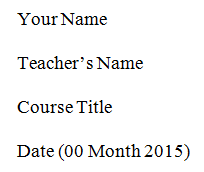 Your Name
Teacher’s Name
Course Title
Date (00 Month 2015)